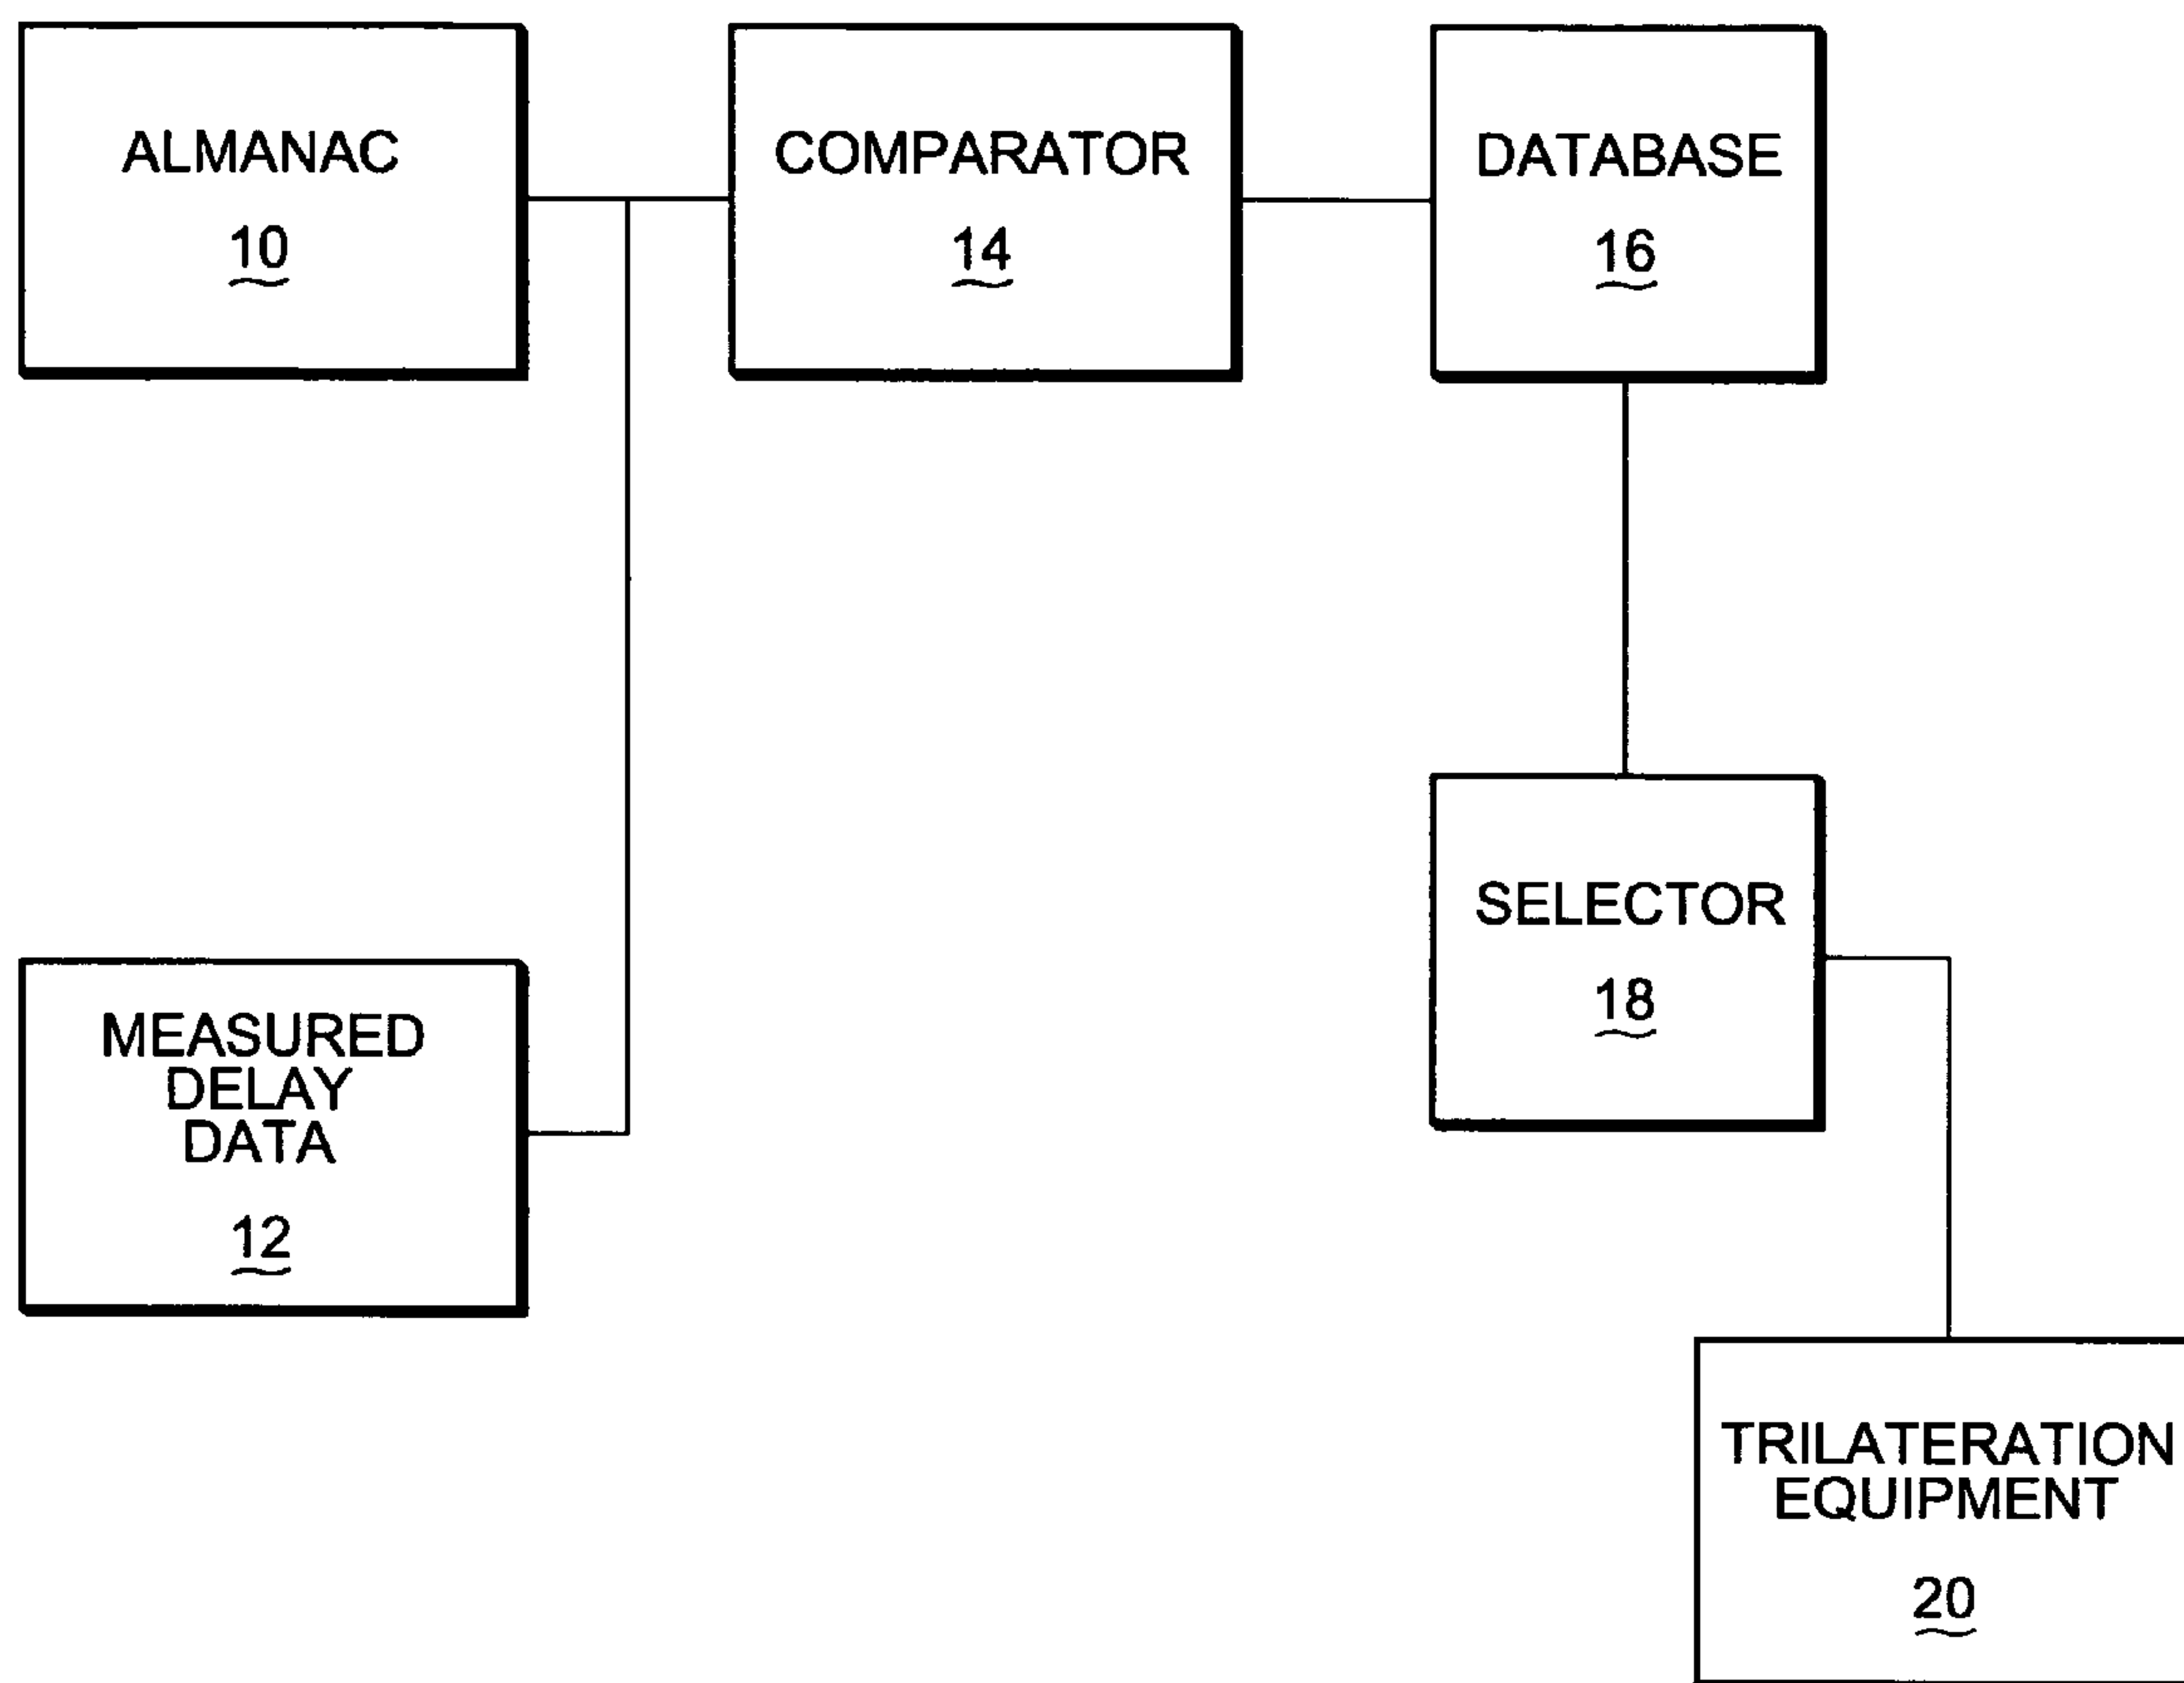 ALMANAC
10
COMPARATOR
14
DATABASE
16
MEASURED
DELAY
DATA
12
SELECTOR
18
TRILATERATION
EQUIPMENT
20